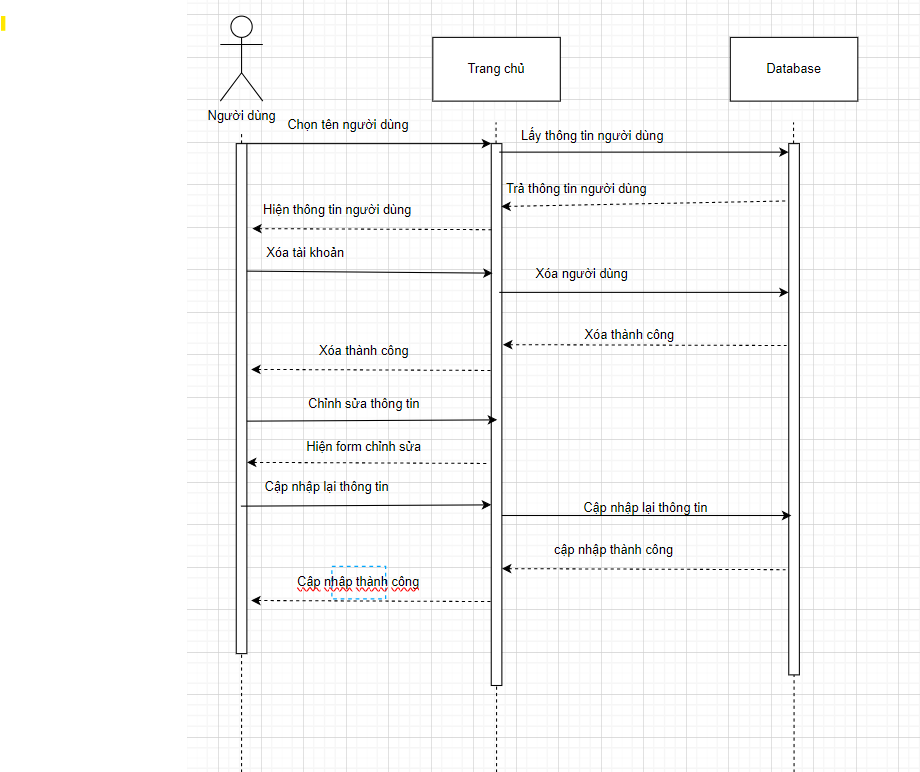 Trang chủ
Database
Người dùng
Chọn tên người dùng
Lấy thông tin người dùng
Trả thông tin người dùng
Hiện thông tin người dùng
Xóa tài khoản
Xóa người dùng
Xóa thành công
Xóa thành công
Chỉnh sửa thông tin
Hiện form chỉnh sửa
Cập nhập lại thông tin
Cập nhập lại thông tin
cập nhập thành công
Cập nhập thành công